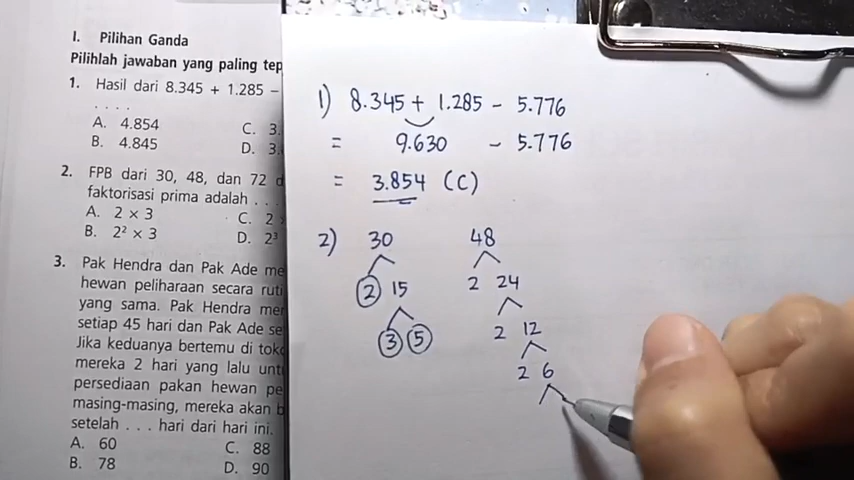 I. Pilihan Ganda
Pilihlah jawaban yang paling tep
1. Hasil dari 8.345 + 1.285 –
. . . .
A. 4.854 C. 3.
B. 4.845 D. 3.
2. FPB dari 30, 48, dan 72 d
faktorisasi prima adalah . . .
A. 2 × 3 C. 2
B. 2² × 3 D. 2³
3. Pak Hendra dan Pak Ade me
hewan peliharaan secara ruti
yang sama. Pak Hendra mer
setiap 45 hari dan Pak Ade se
Jika keduanya bertemu di tok
mereka 2 hari yang lalu unt
persediaan pakan hewan pe
masing-masing, mereka akan b
setelah . . . hari dari hari ini.
A. 60 C. 88
B. 78 D. 90
1) 8.345 + 1.285 - 5.776
= 9.630 - 5.776
= 3.854 (C)
2) 30 48
2 15 2 24
3 5 2 12
2 6